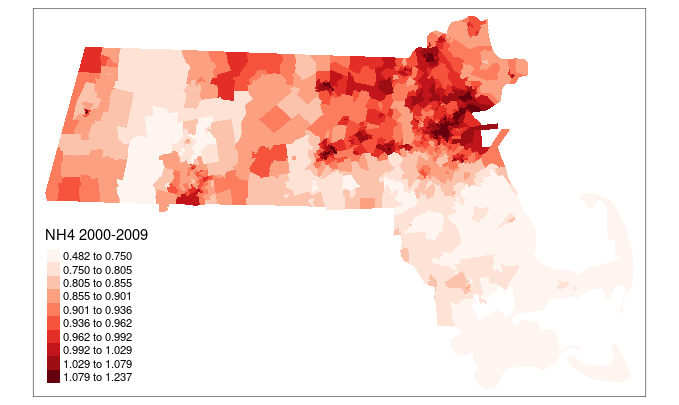 NH4 2000-2009
0.482 to 0.750
0.750 to 0.805
0.805 to 0.855
0.855 to 0.901
0.901 to 0.936
0.936 to 0.962
0.962 to 0.992
0.992 to 1.029
1.029 to 1.079
1.079 to 1.237